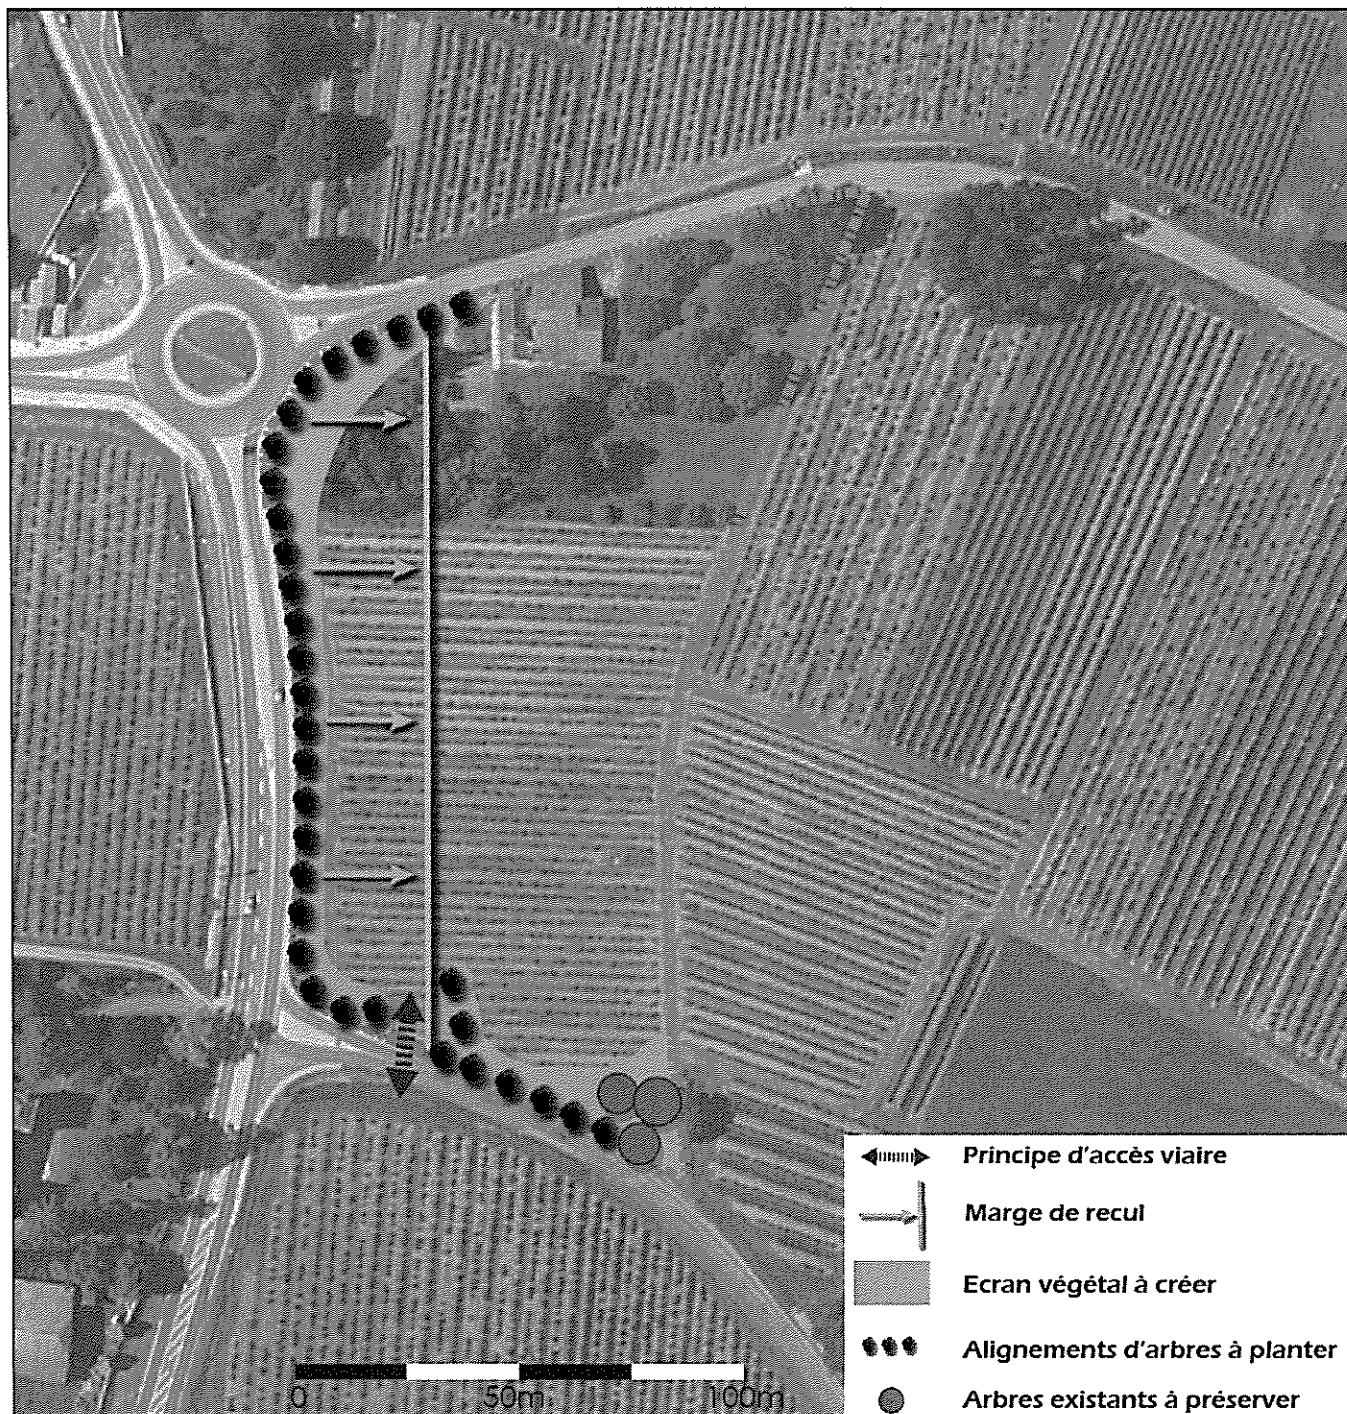 Principe d'accès viaire
Marge de recul
Ecran végétal à créer
Alignements d'arbres à planter
Arbres existants à préserver
0 50m 100m